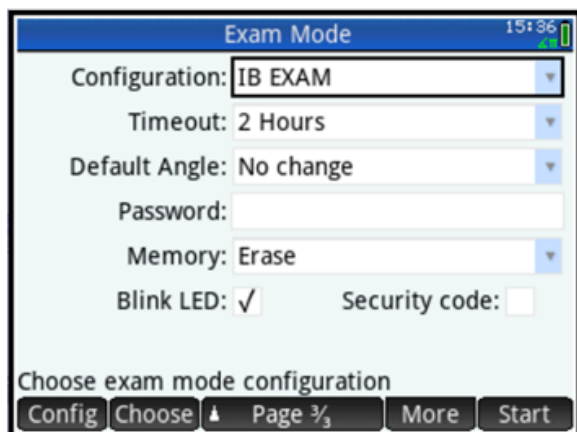 Exam Mode 15:36
∡π
Configuration: IB EXAM
Timeout: 2 Hours
Default Angle: No change
Password:
Memory: Erase
Blink LED: √ Security code:
Choose exam mode configuration
Config Choose Page ³⁄₃ More Start